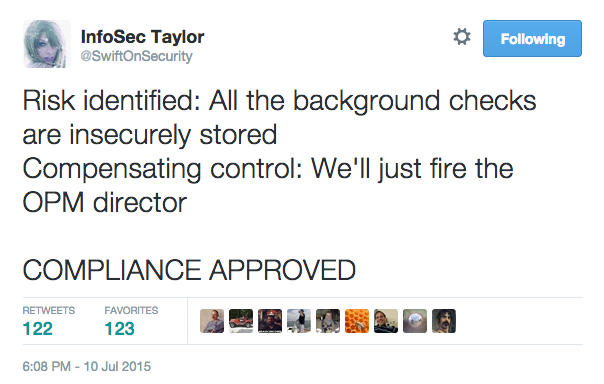 InfoSec Taylor
@SwiftOnSecurity
Following
Risk identified: All the background checks
are insecurely stored
Compensating control: We'll just fire the
OPM director
COMPLIANCE APPROVED
RETWEETS
122
FAVORITES
123
6:08 PM - 10 Jul 2015